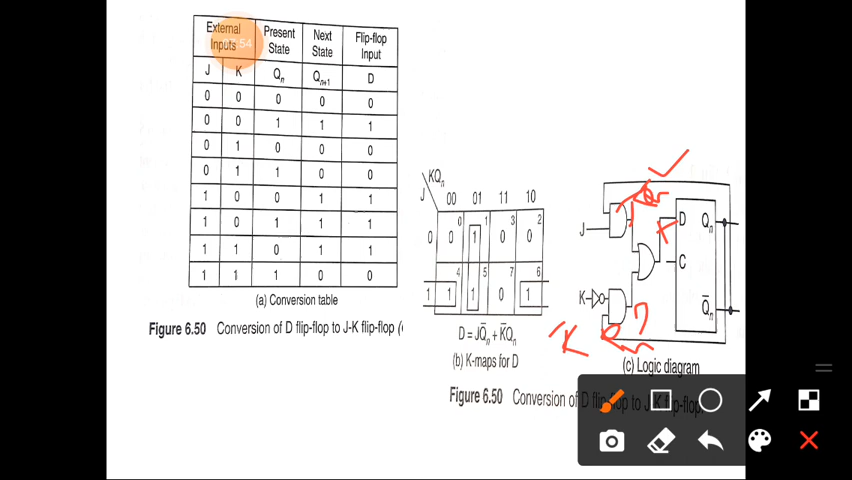 External Inputs
Present State
Next State
Flip-flop Input
J K Qn Qn+1 D
0 0 0 0 0
0 0 1 1 1
0 1 0 0 0
0 1 1 0 0
1 0 0 1 1
1 0 1 1 1
1 1 0 1 1
1 1 1 0 0
(a) Conversion table
Figure 6.50 Conversion of D flip-flop to J-K flip-flop (
KQn
J 00 01 11 10
0 1 3 2
0 0 1 0 0
4 5 7 6
1 1 1 0 1
D = JQ̅n + K̅Qn
(b) K-maps for D
J
K
D Qn
C
Q̅n
K̅
(c) Logic diagram
Figure 6.50 Conversion of D flip-flop to J-K flip-flop